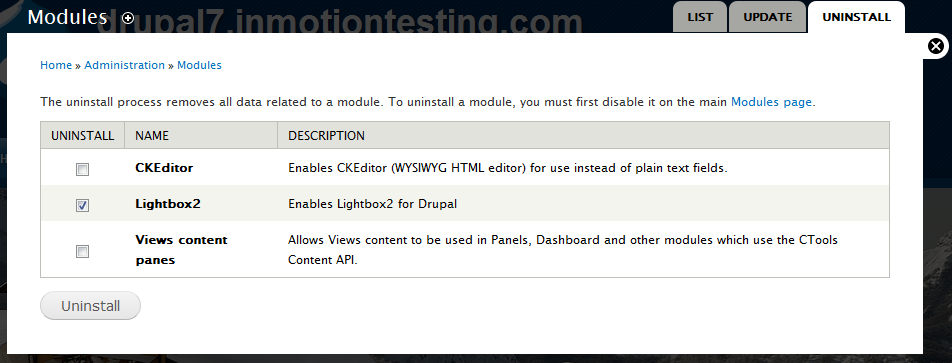 drupal7.inmotiontesting.com
Modules
LIST UPDATE UNINSTALL
Home » Administration » Modules
The uninstall process removes all data related to a module. To uninstall a module, you must first disable it on the main Modules page.
UNINSTALL NAME DESCRIPTION
CKEditor Enables CKEditor (WYSIWYG HTML editor) for use instead of plain text fields.
Lightbox2 Enables Lightbox2 for Drupal
Views content Allows Views content to be used in Panels, Dashboard and other modules which use the CTools
panes Content API.
Uninstall